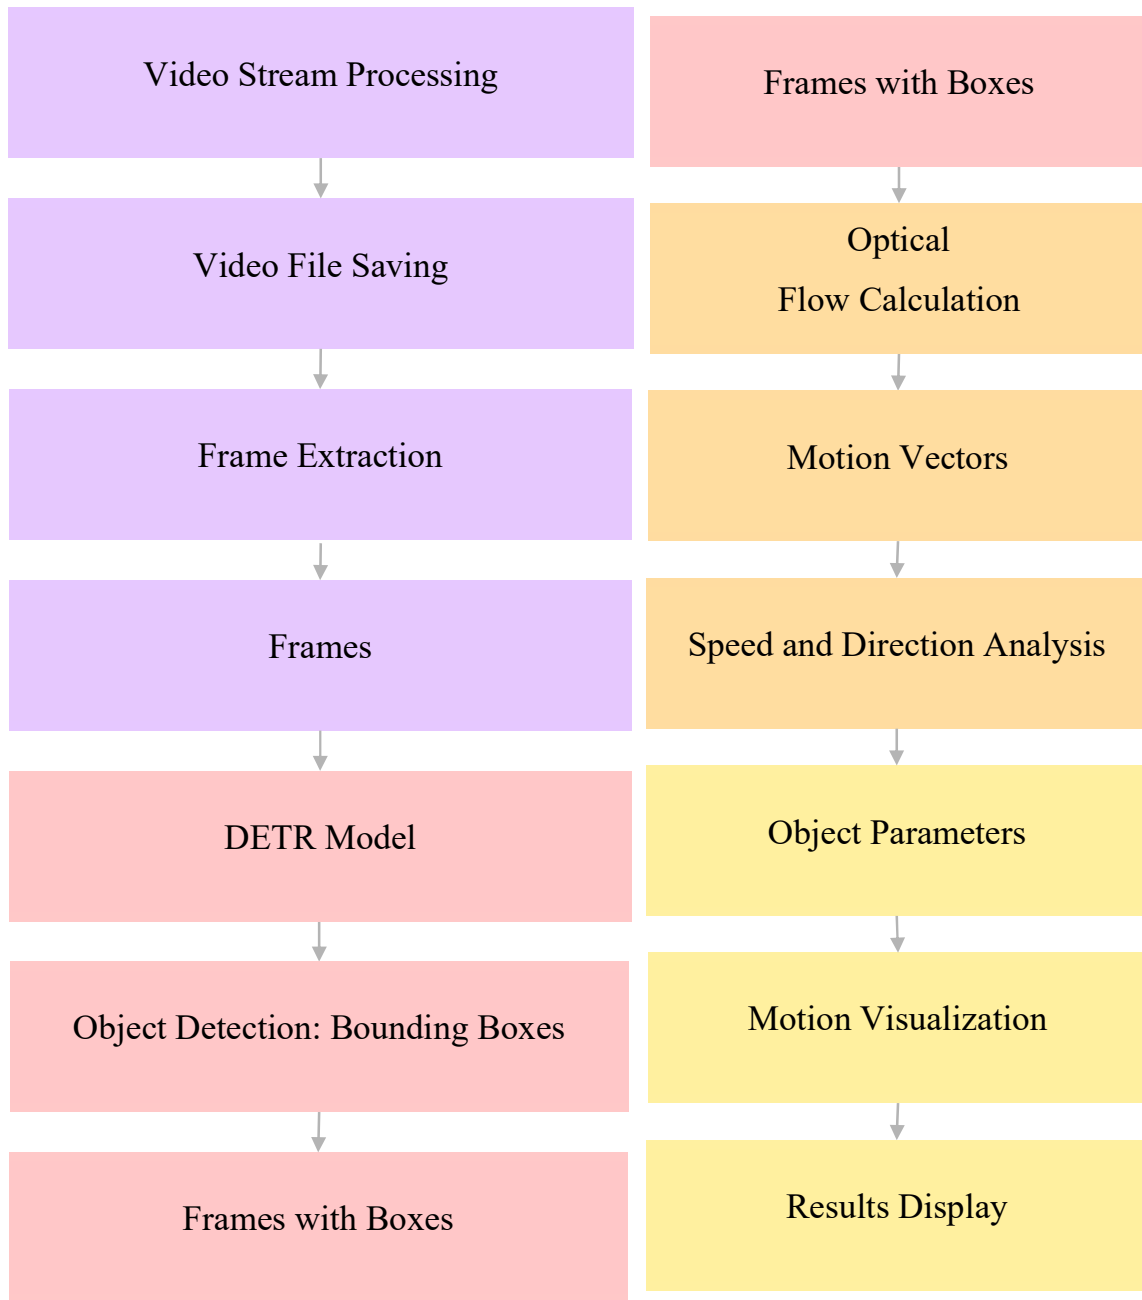 Video Stream Processing
Video File Saving
Frame Extraction
Frames
DETR Model
Object Detection: Bounding Boxes
Frames with Boxes
Frames with Boxes
Optical
Flow Calculation
Motion Vectors
Speed and Direction Analysis
Object Parameters
Motion Visualization
Results Display